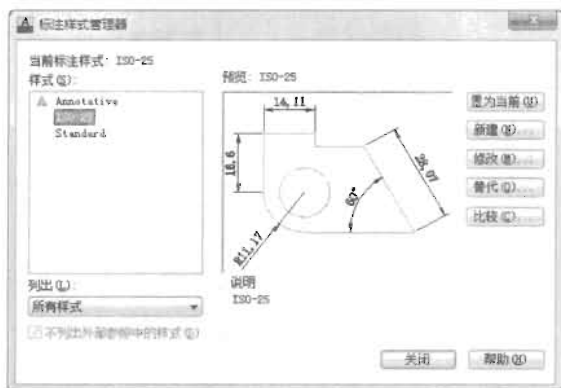 标注样式管理器
当前标注样式: ISO-25
样式(S):
Annotative
ISO-25
Standard
预览: ISO-25
14,11
16,6
28,07
60°
R11,17
置为当前(U)
新建(N)...
修改(M)...
替代(O)...
比较(C)...
列出(L):
所有样式
不列出外部参照中的样式(D)
说明
ISO-25
关闭
帮助(H)